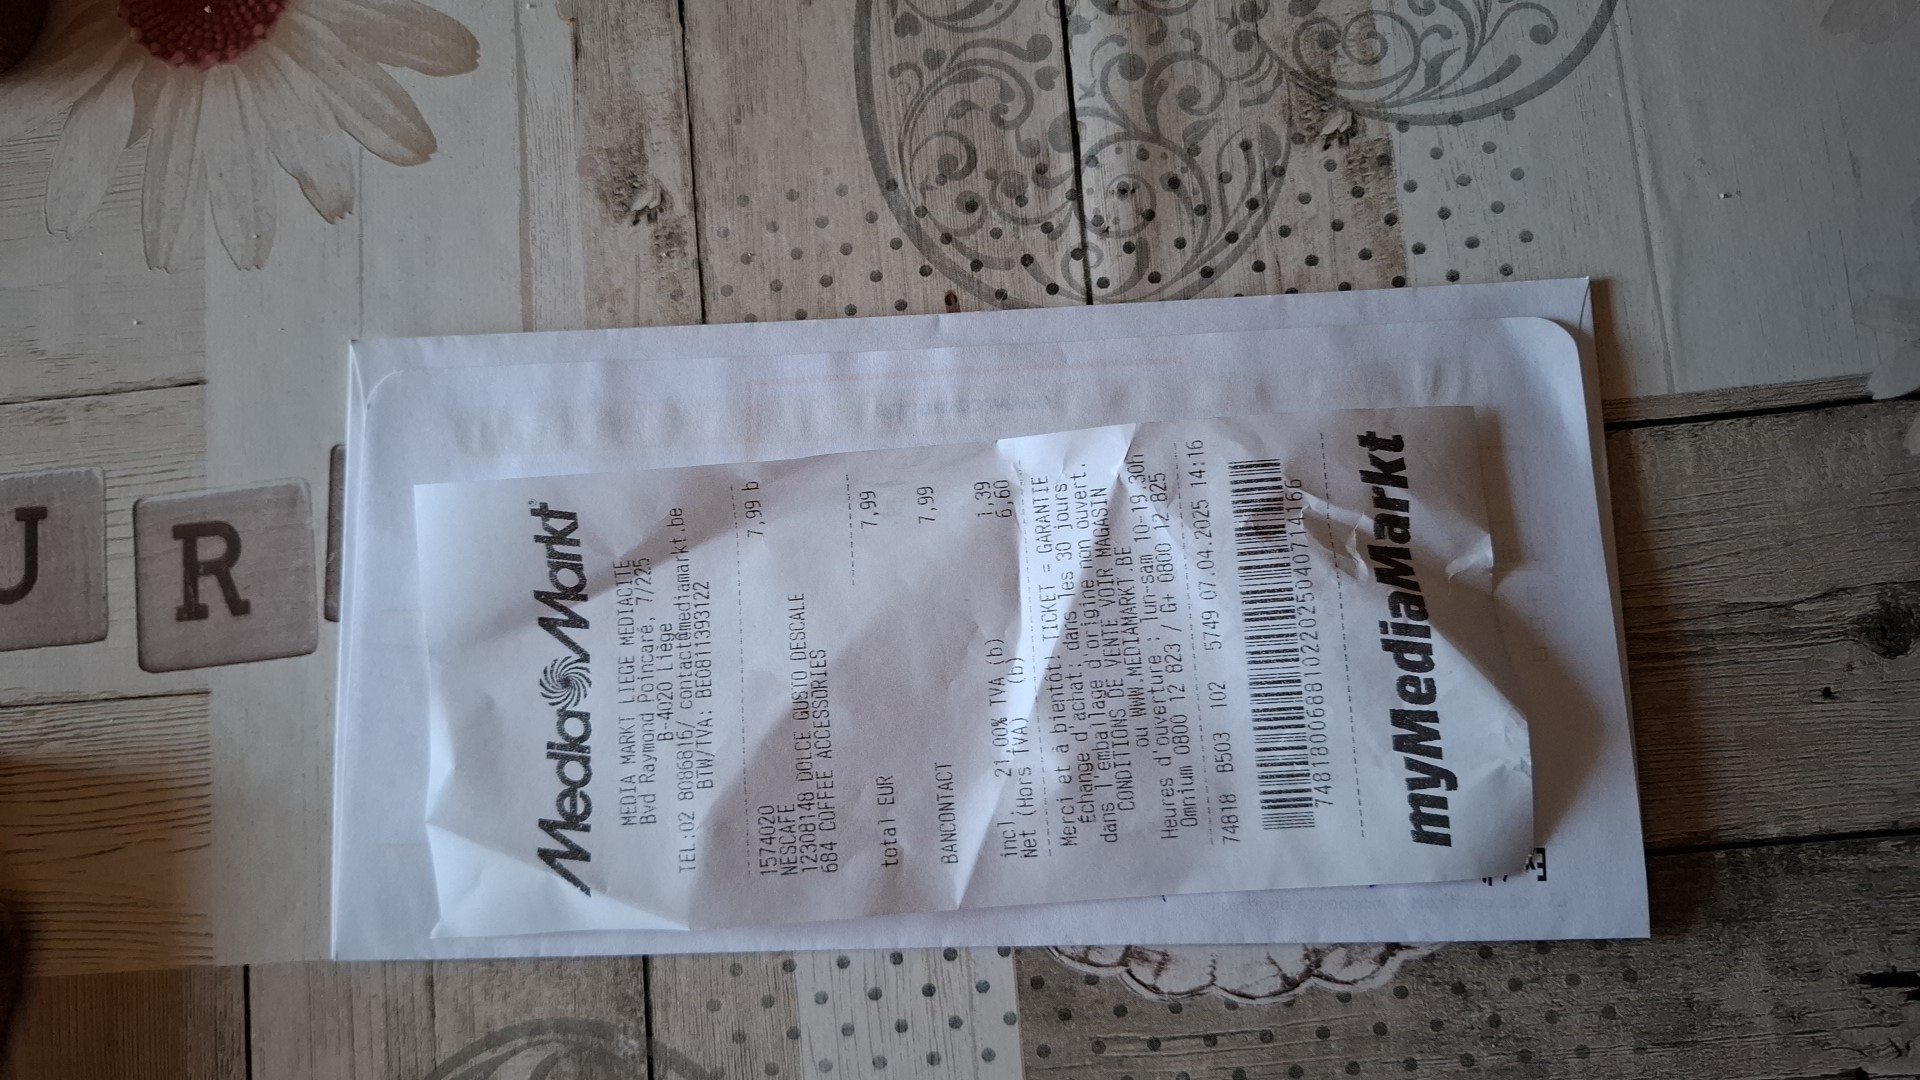 U R
Media Markt®
MEDIA MARKT LIEGE MEDIACITE
Bvd Raymond Poincaré, 7/225
B-4020 Liège
TEL:02 8086816/ contact@mediamarkt.be
BTW/TVA: BE0811393122
1574020 7,99 b
NESCAFE
12308148 DOLCE GUSTO DESCALE
684 COFFEE ACCESSORIES
total EUR 7,99
BANCONTACT 7,99
incl. 21,00% TVA (b) 1,39
Net (Hors TVA) (b) 6,60
Merci et à bientôt. TICKET = GARANTIE
Echange d'achat: dans les 30 jours
dans l'emballage d'origine non ouvert.
CONDITIONS DE VENTE VOIR MAGASIN
ou WWW.MEDIAMARKT.BE
Heures d'ouverture : lun-sam 10-19.30h
Omnium 0800 12 823 / G+ 0800 12 825
74818 B503 102 5749 07.04.2025 14:16
myMediaMarkt